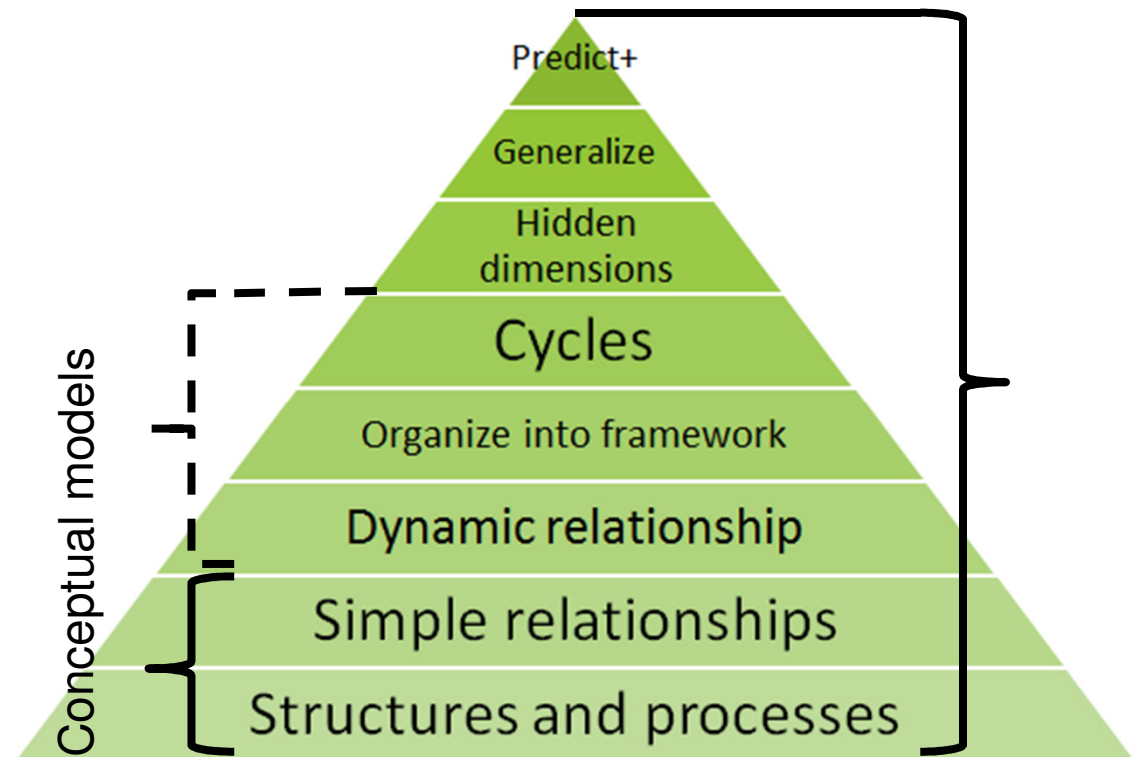 Predict+
Generalize
Hidden
dimensions
Cycles
Organize into framework
Dynamic relationship
Simple relationships
Structures and processes
Conceptual models